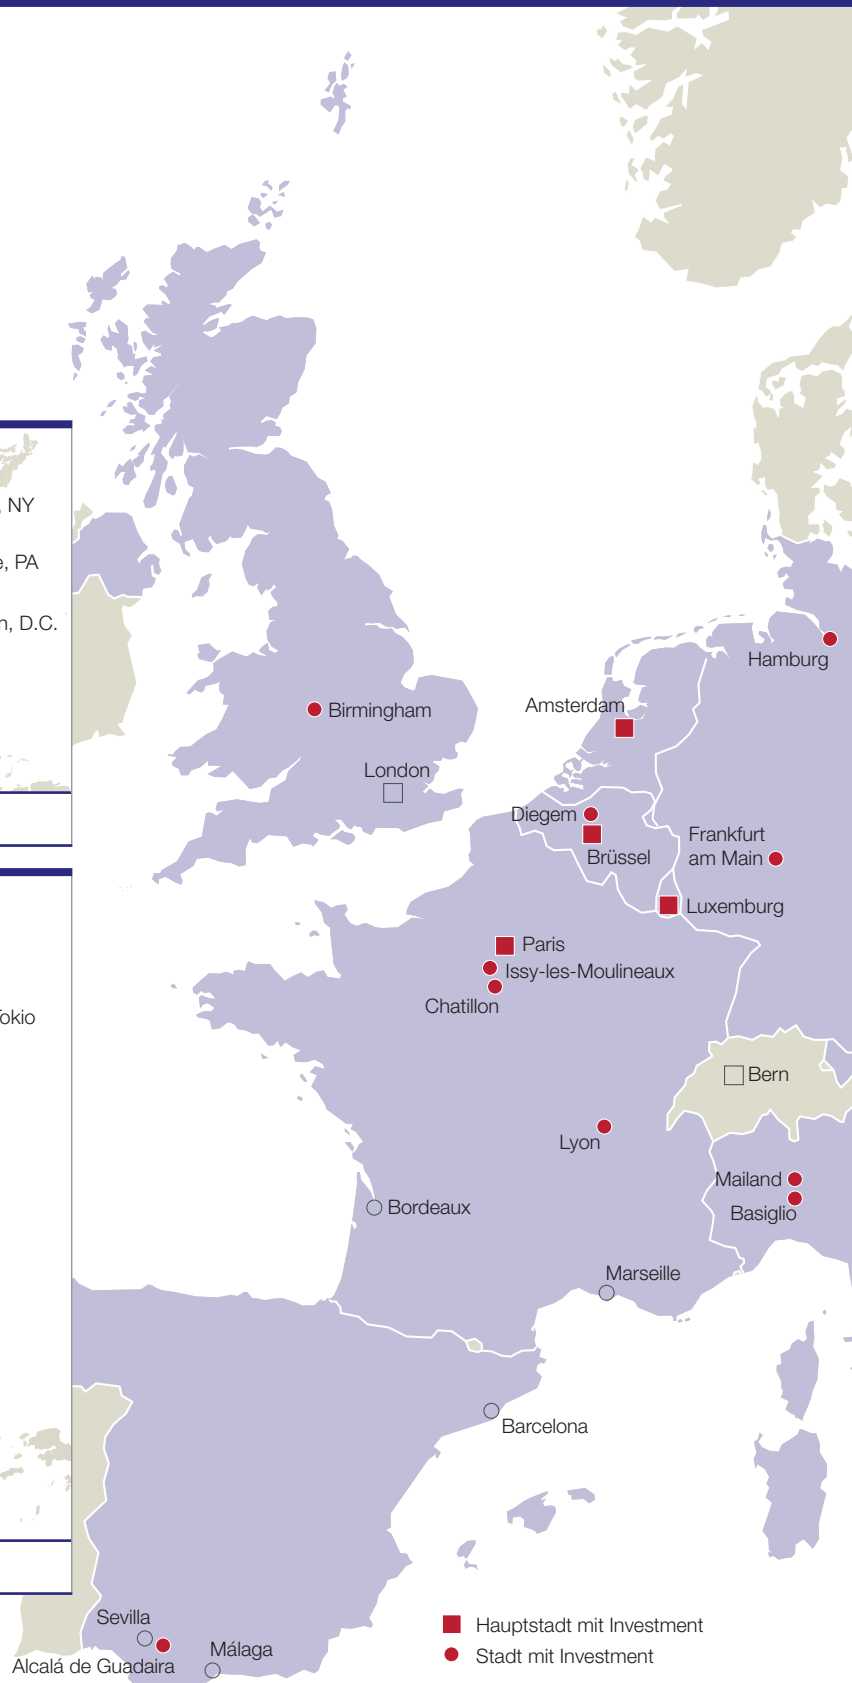 , NY
, PA
, D.C.
Hamburg
Birmingham
Amsterdam
London
Diegem
Frankfurt
am Main
Brüssel
Luxemburg
Paris
Issy-les-Moulineaux
Chatillon
Tokio
Bern
Lyon
Mailand
Bordeaux
Basiglio
Marseille
Barcelona
Sevilla
Hauptstadt mit Investment
Málaga
Stadt mit Investment
Alcalá de Guadaira